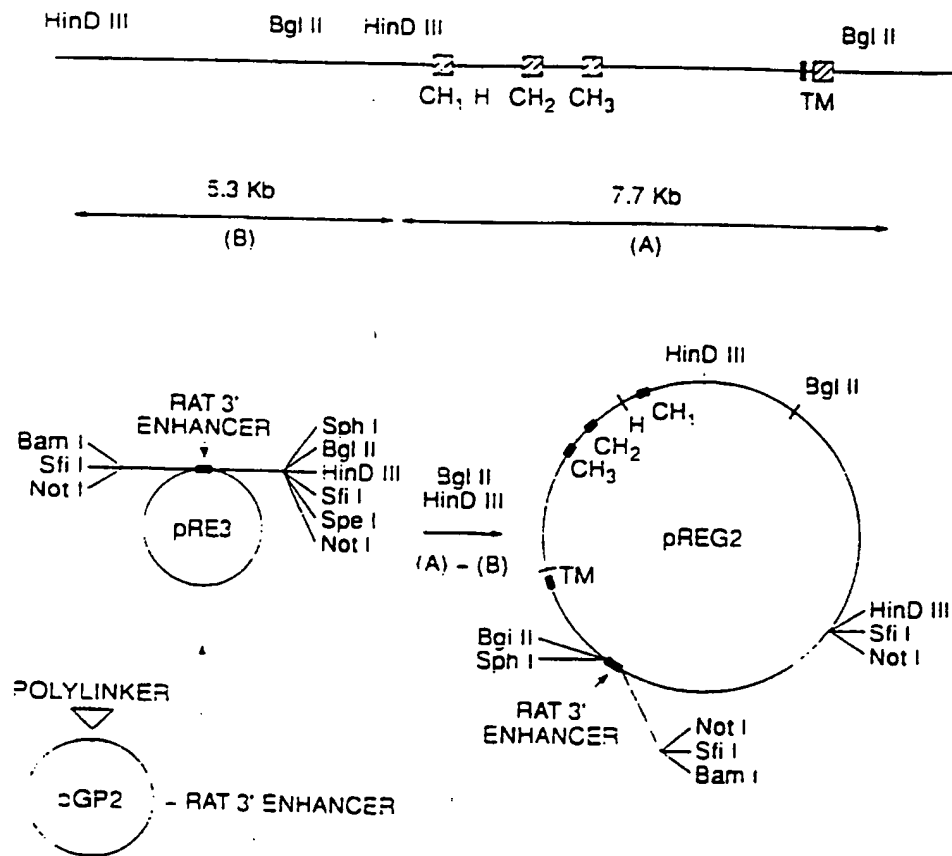 HinD III
Bgl II
HinD III
Bgl II
CH1 H CH2 CH3
TM
5.3 Kb
(B)
7.7 Kb
(A)
RAT 3'
ENHANCER
Bam I
Sfi I
Not I
Sph I
Bgl II
HinD III
Sfi I
Spe I
Not I
pRE3
Bgl II
HinD III
(A) – (B)
HinD III
Bgl II
CH1
H
CH2
CH3
pREG2
TM
Bgl II
Sph I
RAT 3'
ENHANCER
HinD III
Sfi I
Not I
Not I
Sfi I
Bam I
POLYLINKER
pGP2
– RAT 3' ENHANCER